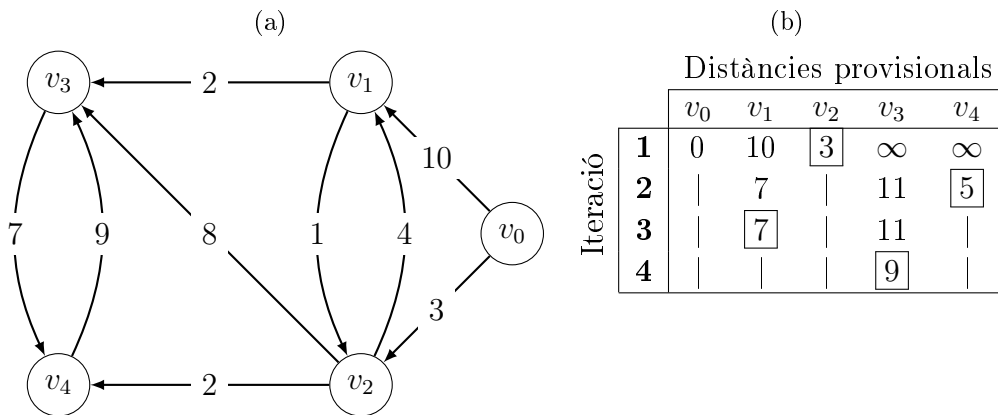 (a)
v3 2 v1
10
7 9 8 1 4 v0
3
v4 2 v2
(b)
Distàncies provisionals
v0 v1 v2 v3 v4
Iteració
1 0 10 3 ∞ ∞
2 | 7 | 11 5
3 | 7 | 11 |
4 | | | 9 |